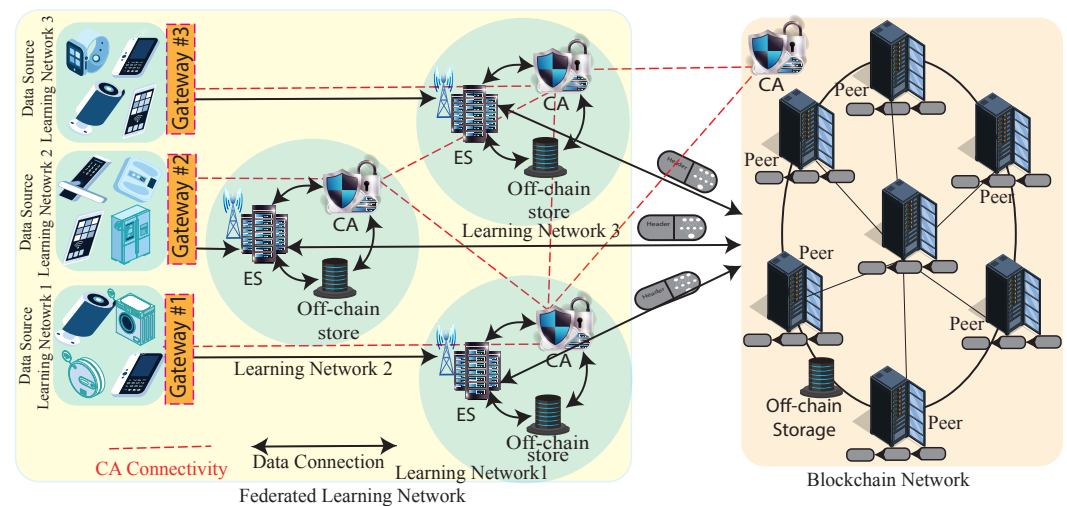 Data Source
Learning Network 3
Gateway #3
CA
ES
Off-chain
store
Learning Network 3
Data Source
Learning Netowrk 2
Gateway #2
CA
ES
Off-chain
store
Learning Network 2
Data Source
Learning Netowrk 1
Gateway #1
CA
ES
Off-chain
store
Learning Network1
CA Connectivity
Data Connection
Federated Learning Network
Header
Header
Header
CA
Peer
Peer
Peer
Peer
Peer
Peer
Off-chain
Storage
Blockchain Network